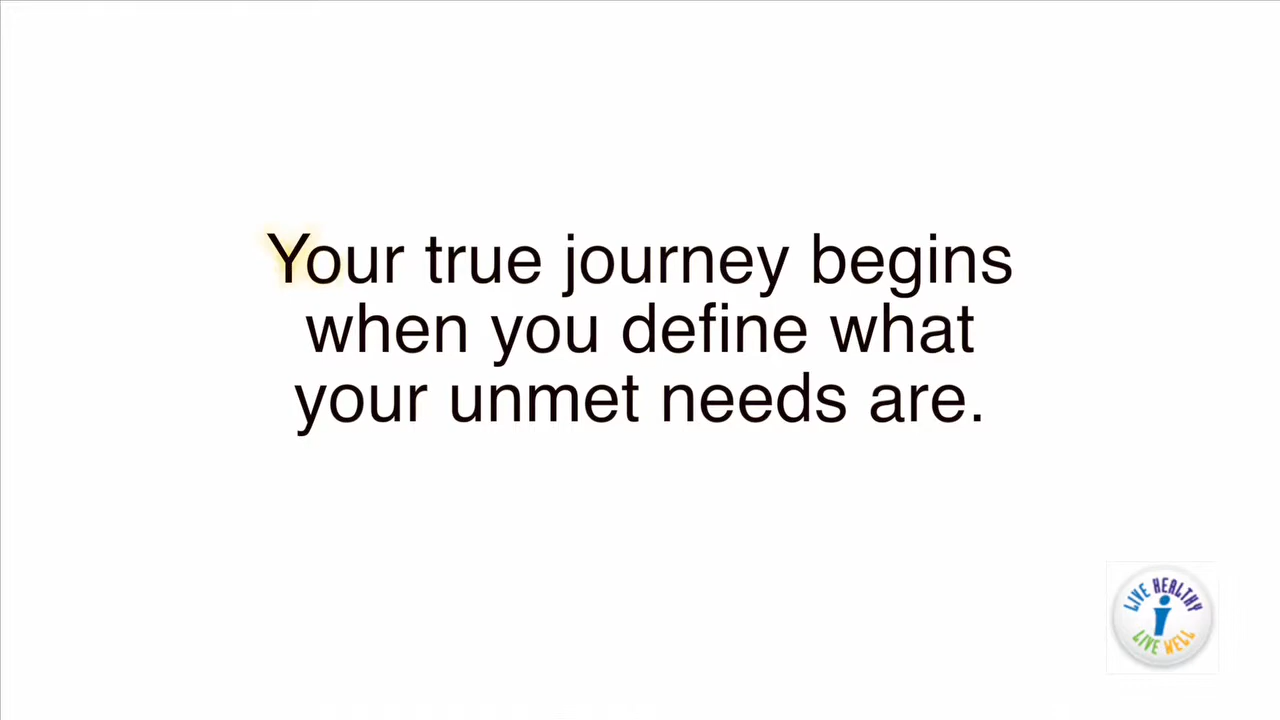 Your true journey begins
when you define what
your unmet needs are.
LIVE HEALTHY
i
LIVE WELL